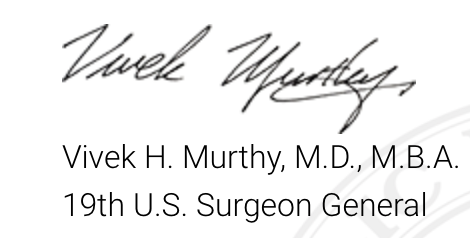 Vivek Murthy
Vivek H. Murthy, M.D., M.B.A.
19th U.S. Surgeon General